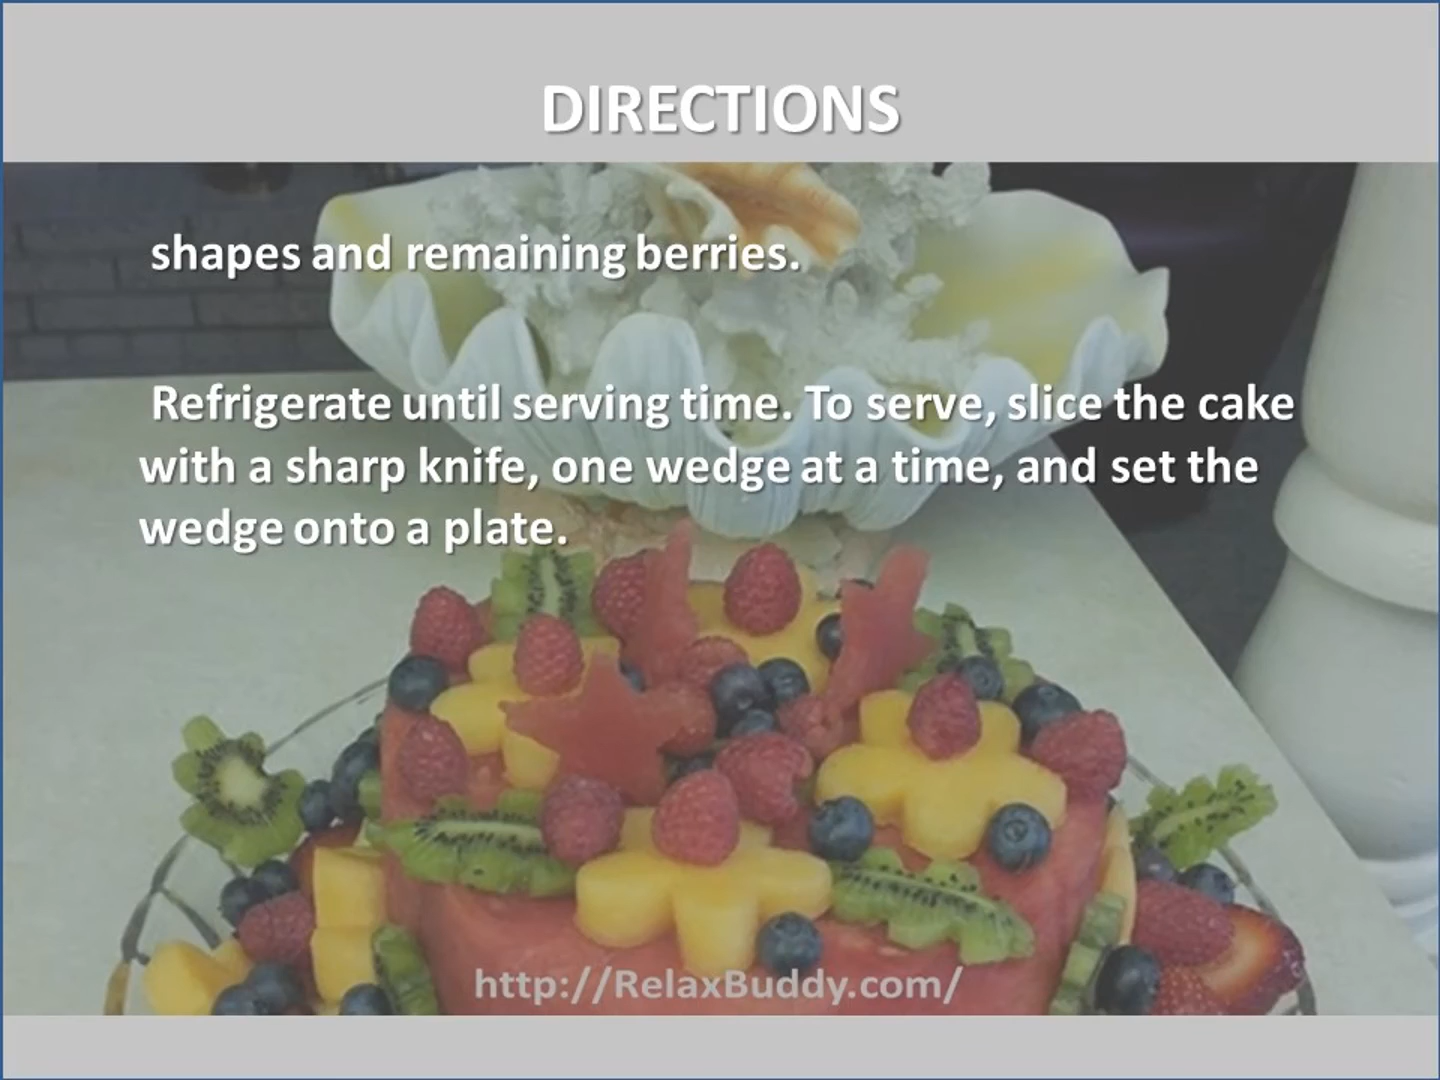 DIRECTIONS
shapes and remaining berries.
Refrigerate until serving time. To serve, slice the cake
with a sharp knife, one wedge at a time, and set the
wedge onto a plate.
http://RelaxBuddy.com/